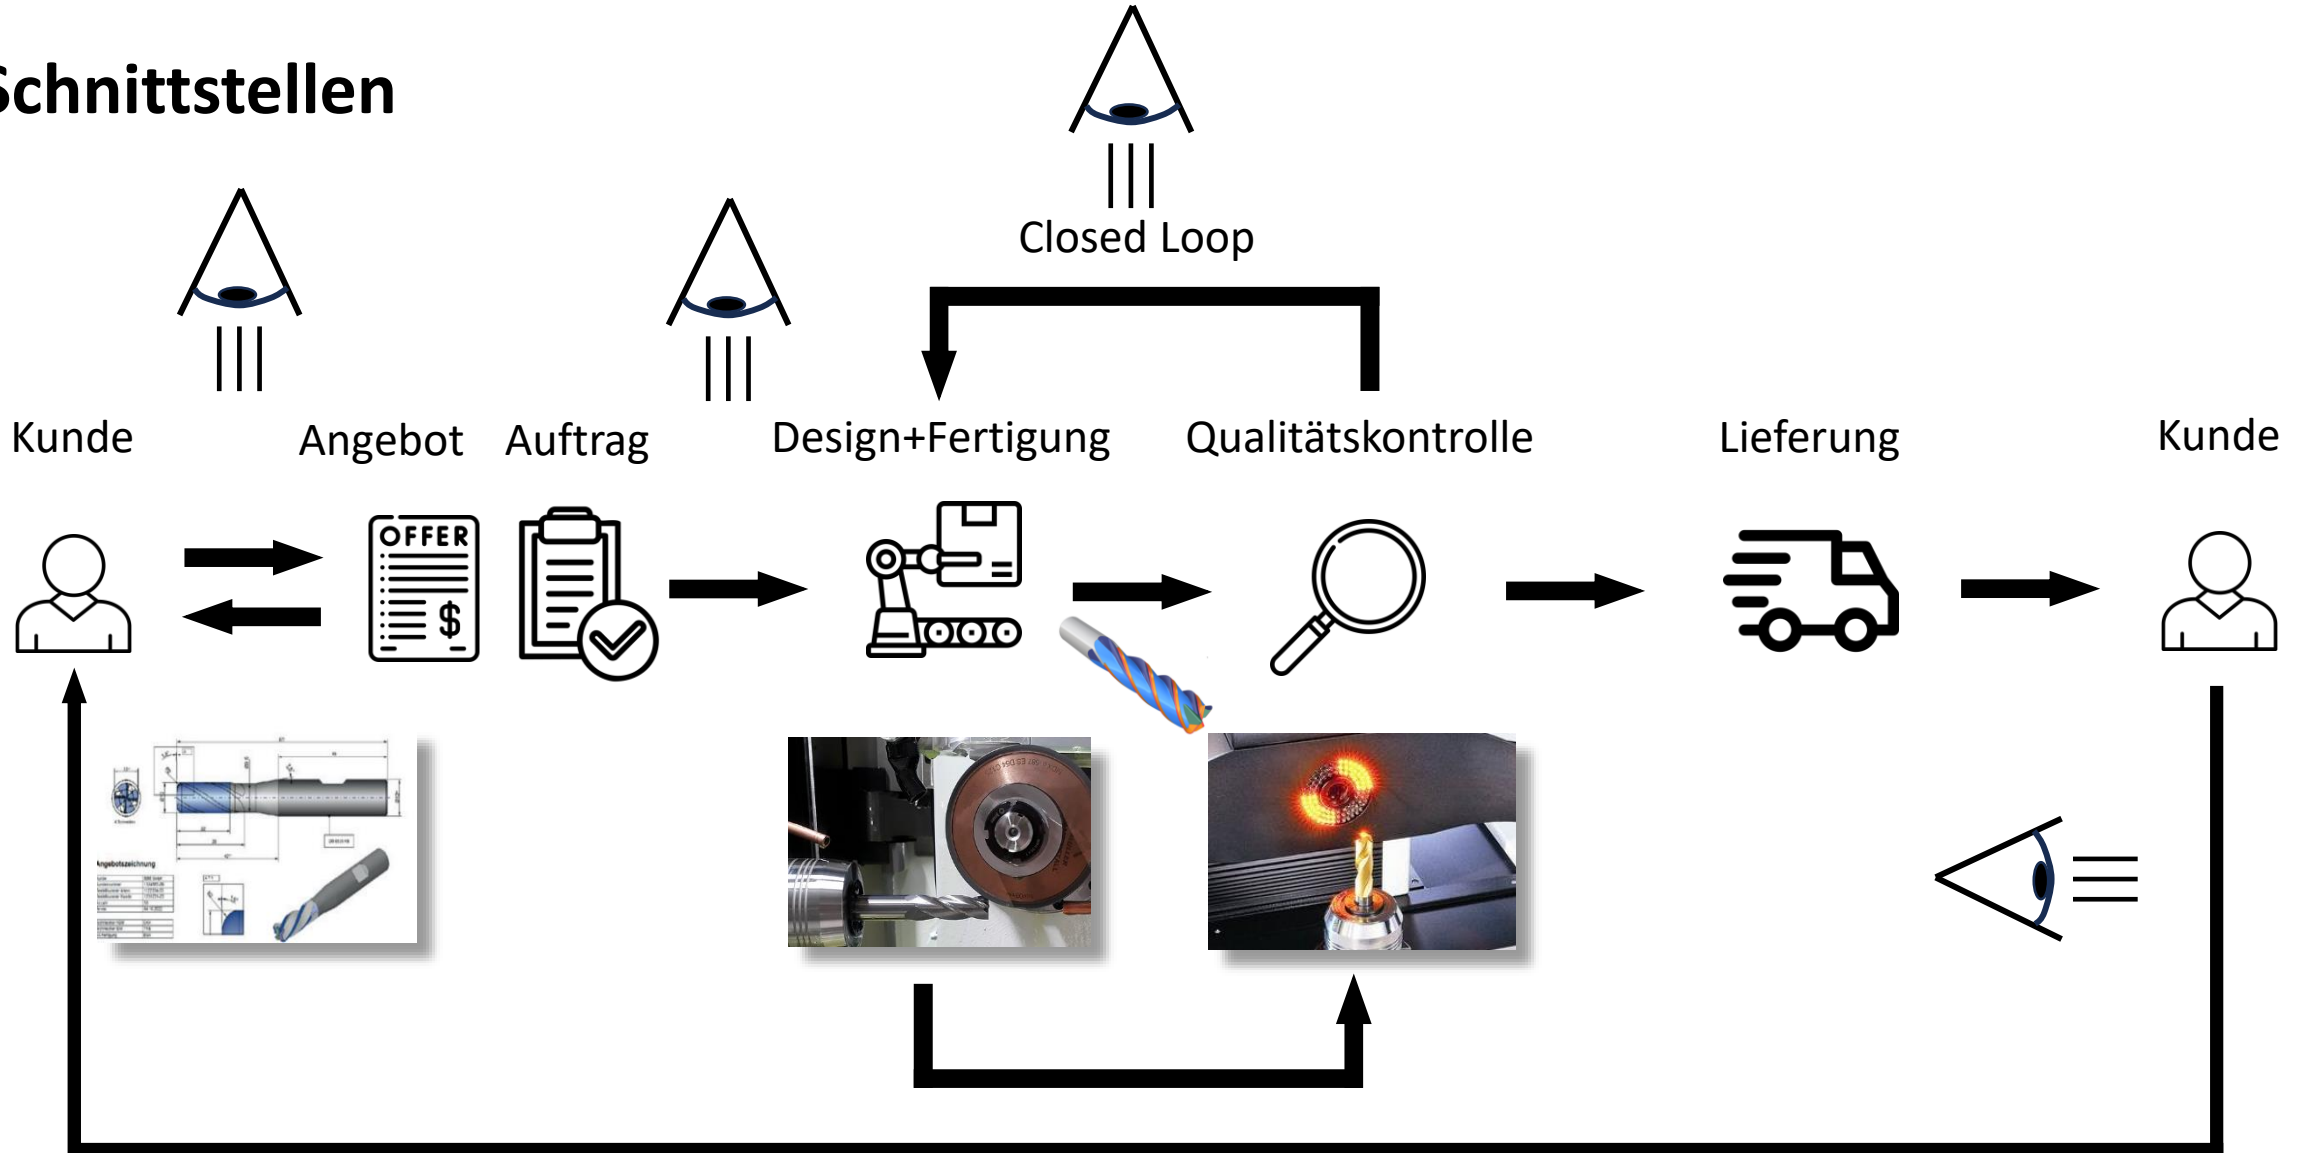 Schnittstellen
Closed Loop
Kunde
Angebot
Auftrag
Design+Fertigung
Qualitätskontrolle
Lieferung
Kunde
OFFER
$
Angebotszeichnung